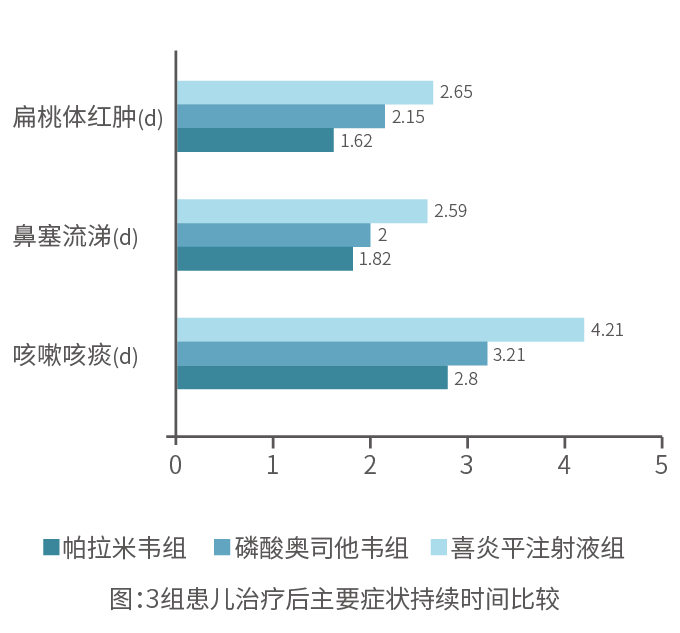 扁桃体红肿(d)
2.65
2.15
1.62
鼻塞流涕(d)
2.59
2
1.82
咳嗽咳痰(d)
4.21
3.21
2.8
0 1 2 3 4 5
帕拉米韦组 磷酸奥司他韦组 喜炎平注射液组
图:3组患儿治疗后主要症状持续时间比较